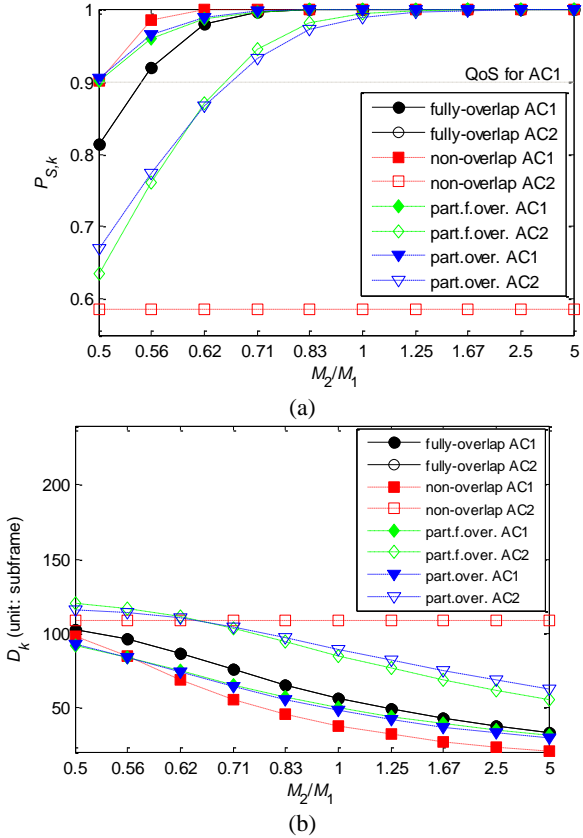 1
0.9
0.8
0.7
0.6
P_{S,k}
QoS for AC1
fully-overlap AC1
fully-overlap AC2
non-overlap AC1
non-overlap AC2
part.f.over. AC1
part.f.over. AC2
part.over. AC1
part.over. AC2
0.5 0.56 0.62 0.71 0.83 1 1.25 1.67 2.5 5
M_2/M_1
(a)
200
150
100
50
D_k (unit: subframe)
fully-overlap AC1
fully-overlap AC2
non-overlap AC1
non-overlap AC2
part.f.over. AC1
part.f.over. AC2
part.over. AC1
part.over. AC2
0.5 0.56 0.62 0.71 0.83 1 1.25 1.67 2.5 5
M_2/M_1
(b)